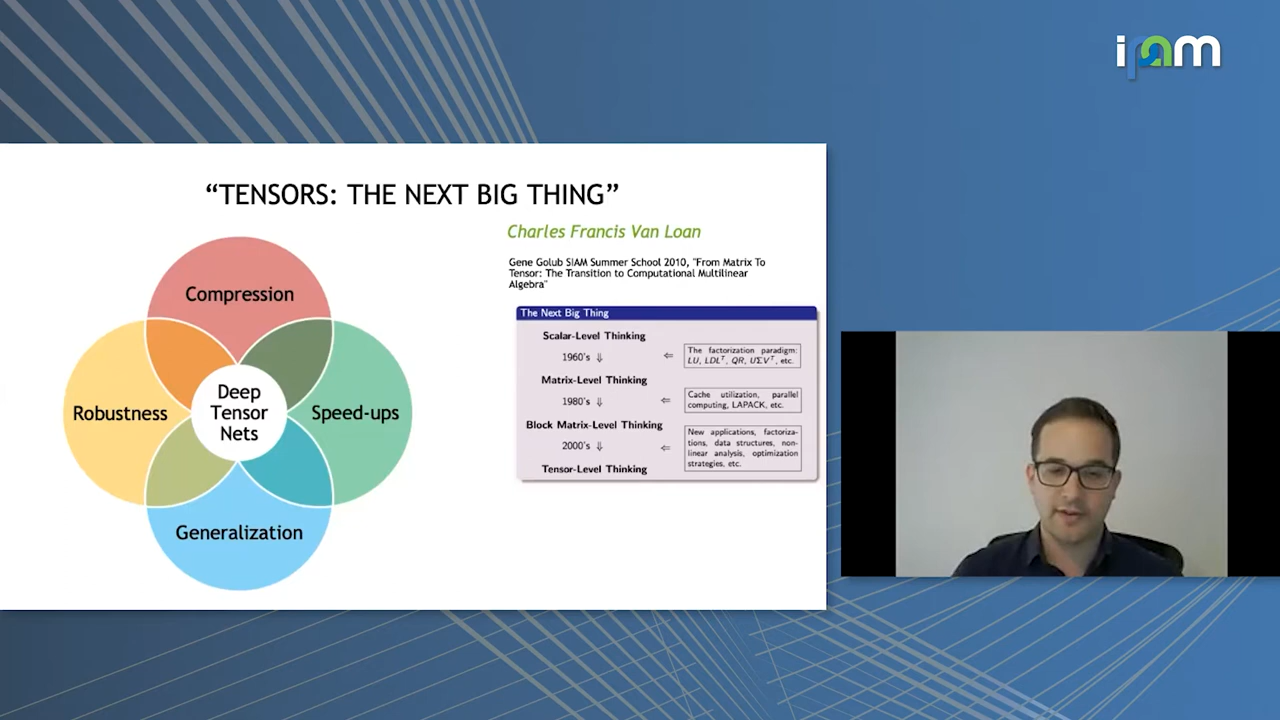 ipam
“TENSORS: THE NEXT BIG THING”
Charles Francis Van Loan
Gene Golub SIAM Summer School 2010, "From Matrix To
Tensor: The Transition to Computational Multilinear
Algebra"
Compression
Robustness
Deep
Tensor
Nets
Speed-ups
Generalization
The Next Big Thing
Scalar-Level Thinking
1960's ⇓
⇐
The factorization paradigm:
LU, LDLᵀ, QR, UΣVᵀ, etc.
Matrix-Level Thinking
1980's ⇓
⇐
Cache utilization, parallel
computing, LAPACK, etc.
Block Matrix-Level Thinking
2000's ⇓
⇐
New applications, factoriza-
tions, data structures, non-
linear analysis, optimization
strategies, etc.
Tensor-Level Thinking